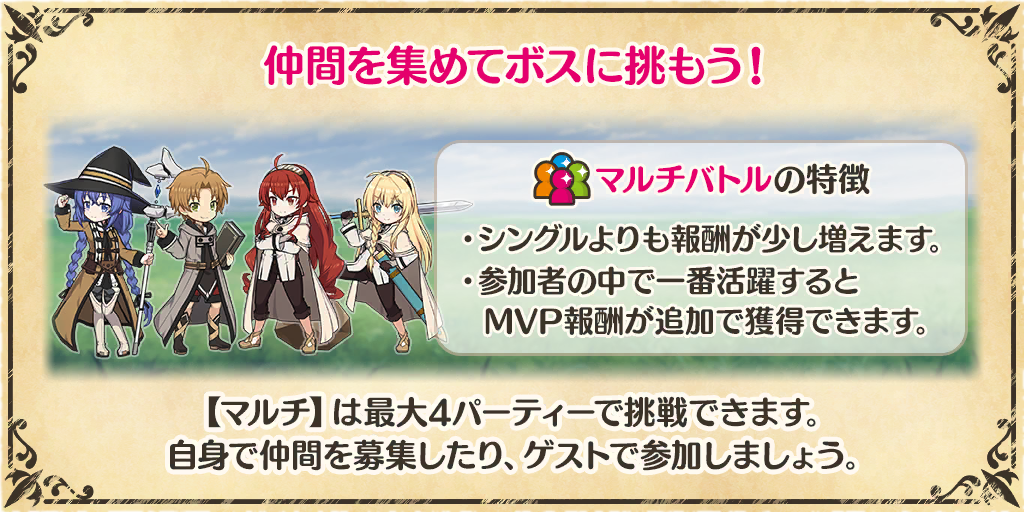 仲間を集めてボスに挑もう！
マルチバトルの特徴
・シングルよりも報酬が少し増えます。
・参加者の中で一番活躍すると
MVP報酬が追加で獲得できます。
【マルチ】は最大4パーティーで挑戦できます。
自身で仲間を募集したり、ゲストで参加しましょう。